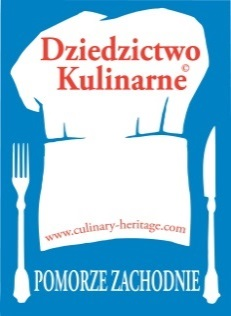 Dziedzictwo
Kulinarne©
www.culinary-heritage.com
POMORZE ZACHODNIE